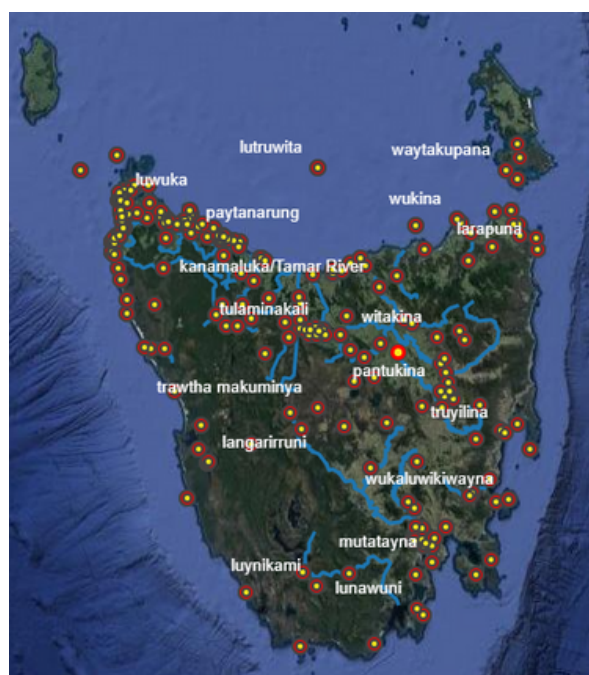 lutruwita
waytakupana
luwuka
wukina
paytanarung
larapuna
kanamaluka/Tamar River
tulaminakali
witakina
pantukina
trawtha makuminya
truyilina
langarirruni
wukaluwikiwayna
mutatayna
luynikami
lunawuni